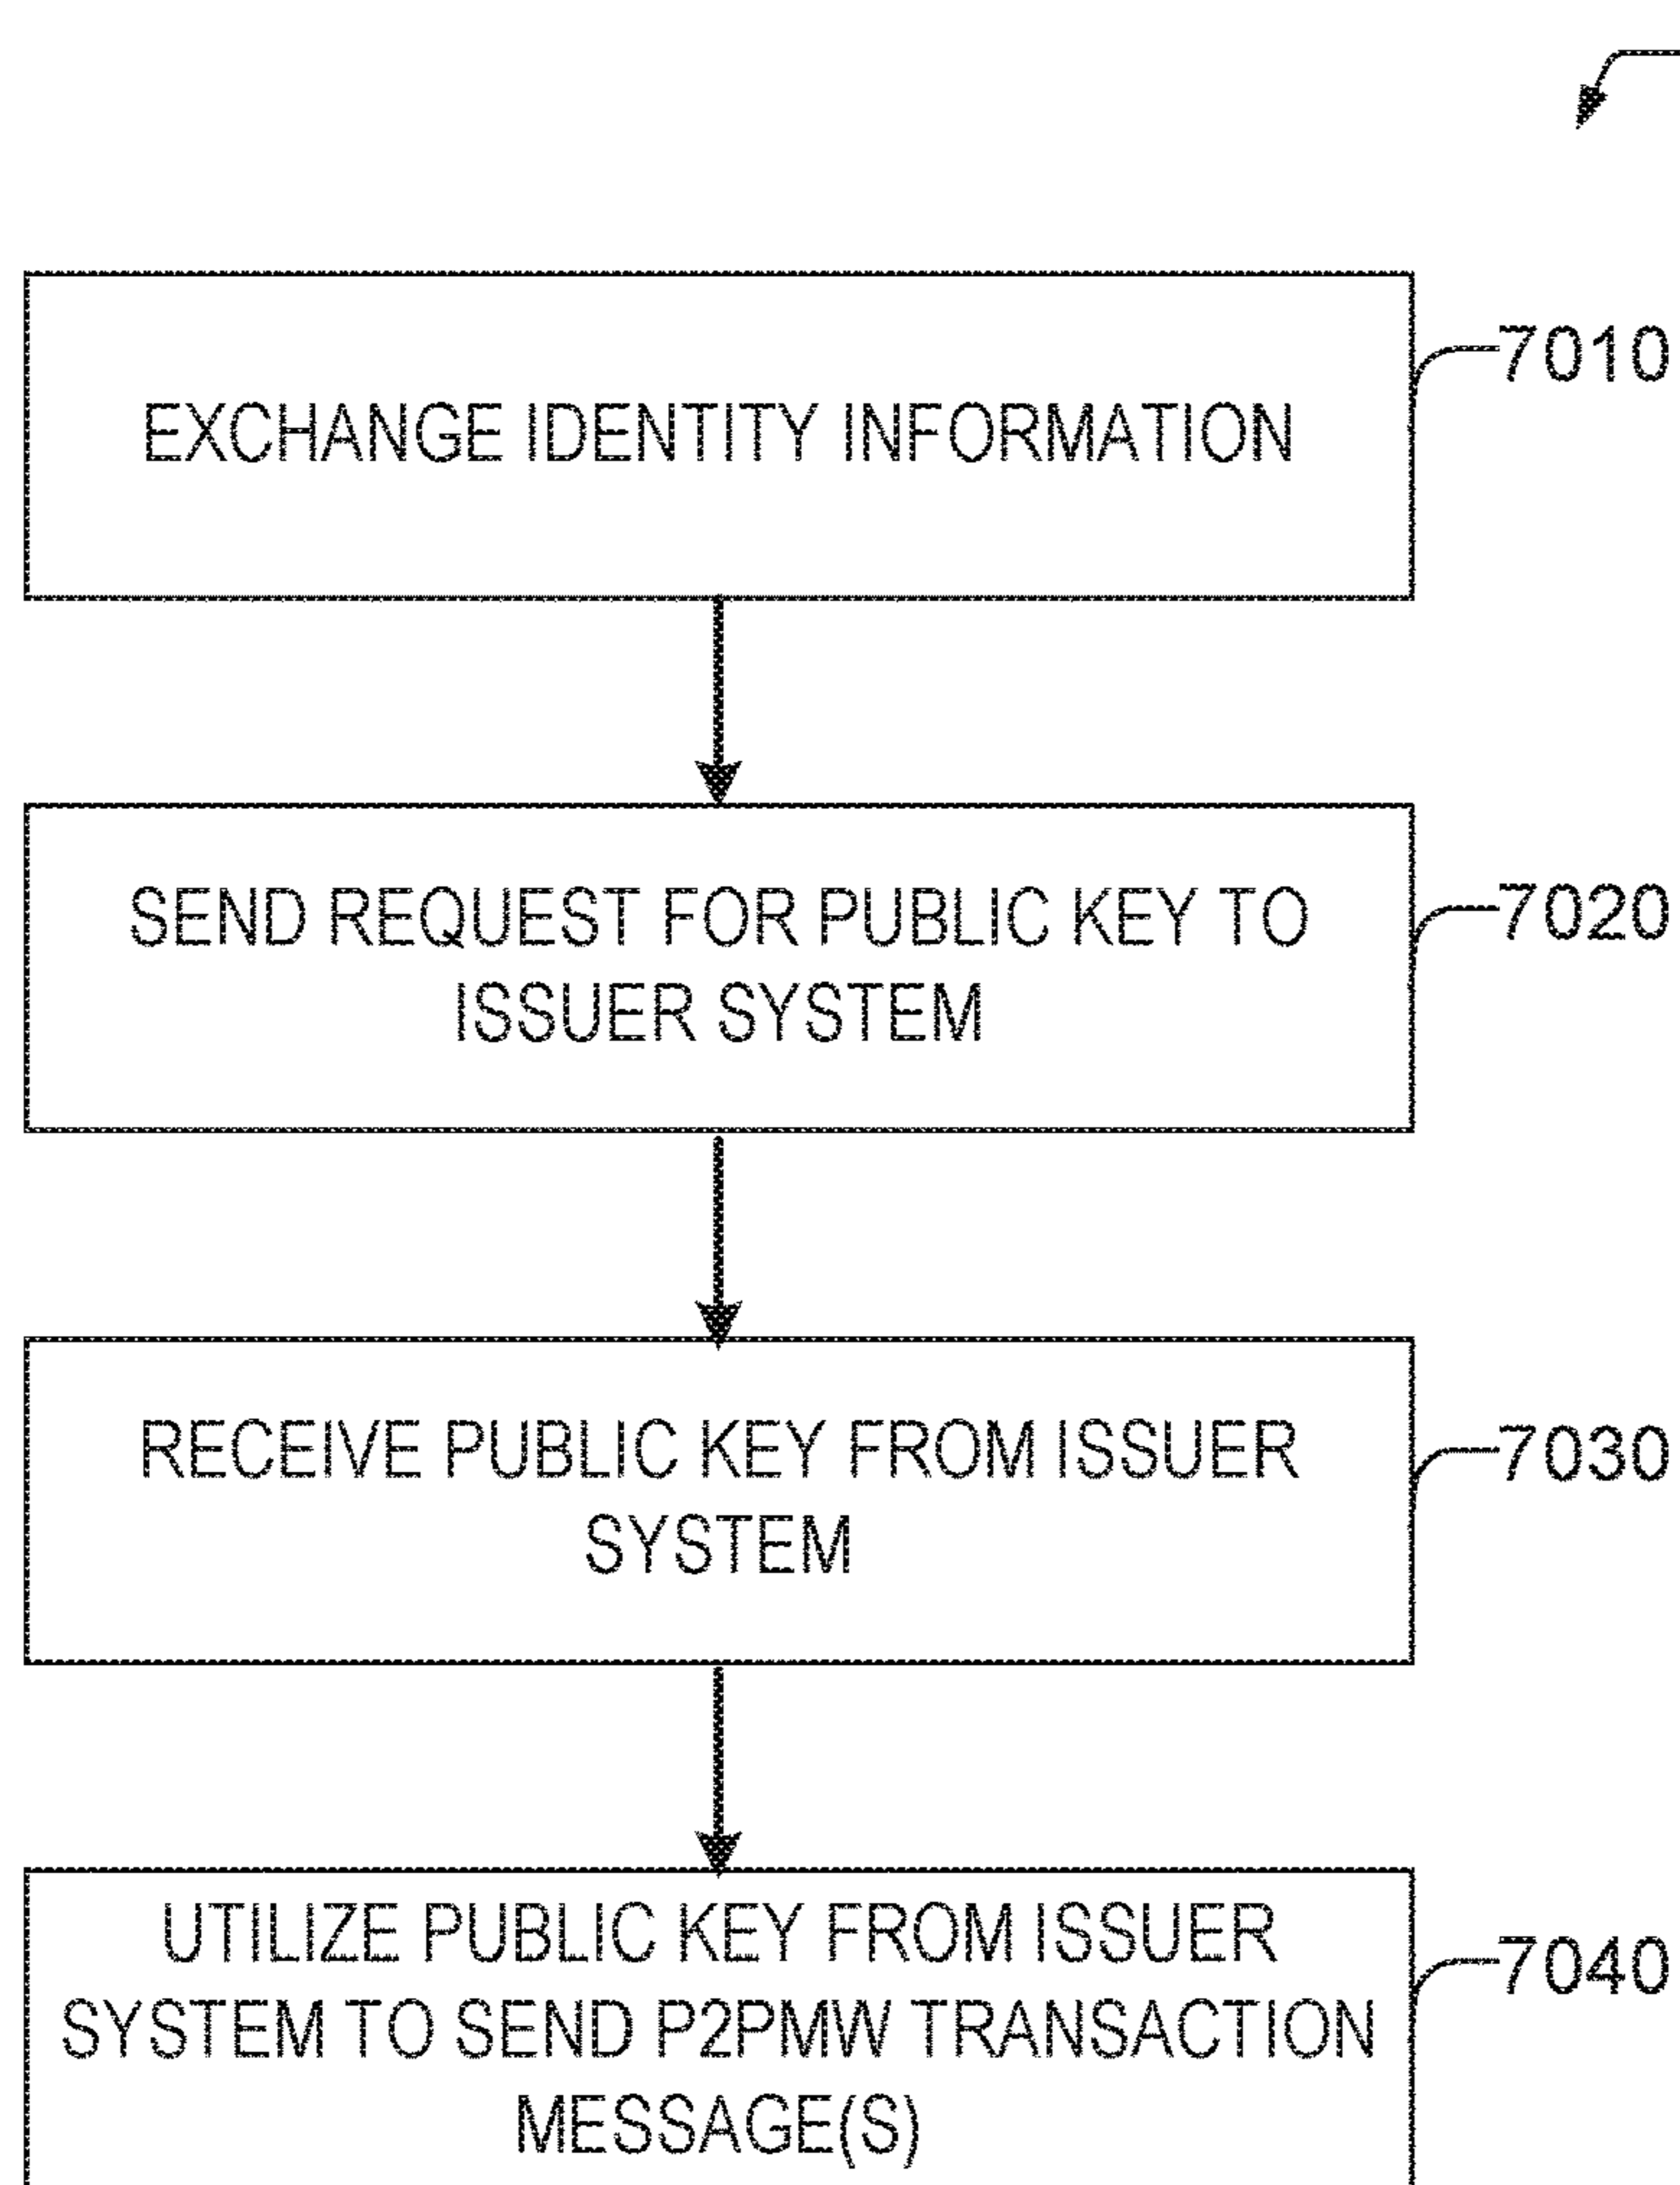 EXCHANGE IDENTITY INFORMATION
7010
SEND REQUEST FOR PUBLIC KEY TO
ISSUER SYSTEM
7020
RECEIVE PUBLIC KEY FROM ISSUER
SYSTEM
7030
UTILIZE PUBLIC KEY FROM ISSUER
SYSTEM TO SEND P2PMW TRANSACTION
MESSAGE(S)
7040